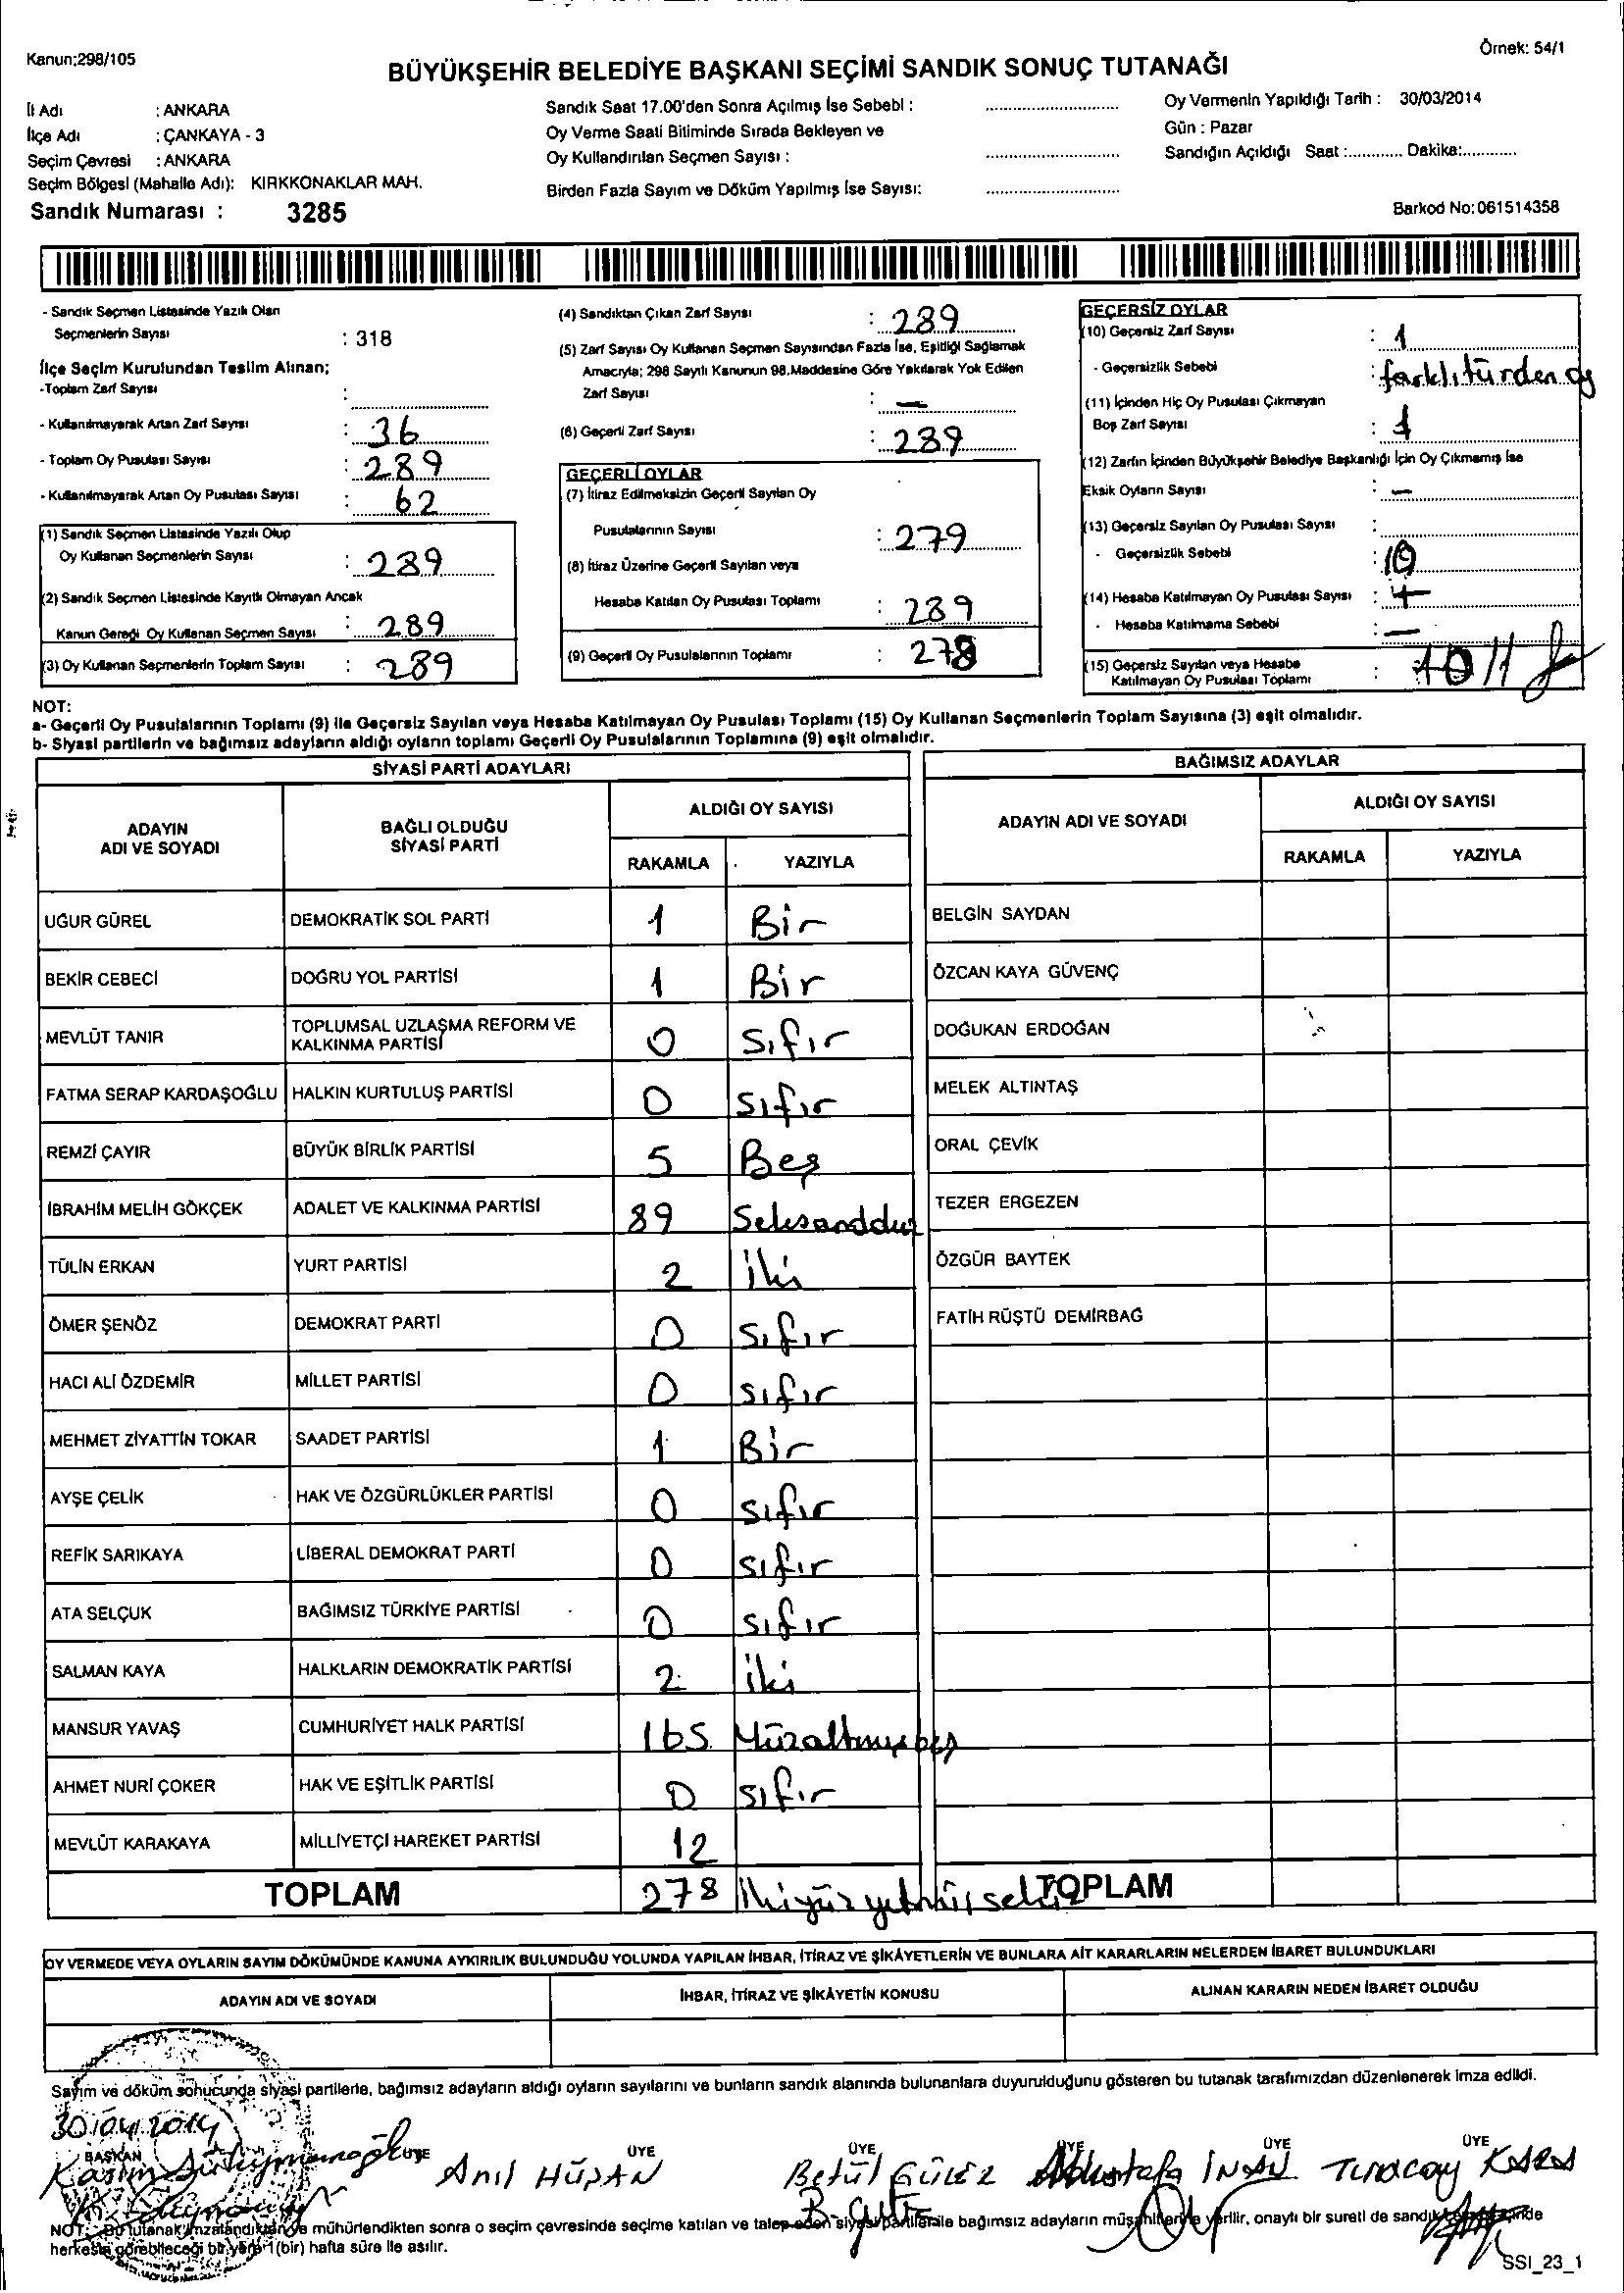 Kanun;298/105
Örnek: 54/1
BÜYÜKŞEHİR BELEDİYE BAŞKANI SEÇİMİ SANDIK SONUÇ TUTANAĞI
İl Adı : ANKARA
İlçe Adı : ÇANKAYA - 3
Seçim Çevresi : ANKARA
Seçim Bölgesi (Mahalle Adı): KIRKKONAKLAR MAH.
Sandık Numarası : 3285
Sandık Saat 17.00'den Sonra Açılmış İse Sebebi :
Oy Verme Saati Bitiminde Sırada Bekleyen ve
Oy Kullandırılan Seçmen Sayısı :
Birden Fazla Sayım ve Döküm Yapılmış İse Sayısı:
Oy Vermenin Yapıldığı Tarih : 30/03/2014
Gün : Pazar
Sandığın Açıldığı Saat :............ Dakika:............
Barkod No: 061514358
- Sandık Seçmen Listesinde Yazılı Olan
Seçmenlerin Sayısı : 318
İlçe Seçim Kurulundan Teslim Alınan;
-Toplam Zarf Sayısı :
- Kullanılmayarak Artan Zarf Sayısı : 36
- Toplam Oy Pusulası Sayısı : 289
- Kullanılmayarak Artan Oy Pusulası Sayısı : 62
(1) Sandık Seçmen Listesinde Yazılı Olup
Oy Kullanan Seçmenlerin Sayısı : 289
(2) Sandık Seçmen Listesinde Kayıtlı Olmayan Ancak
Kanun Gereği Oy Kullanan Seçmen Sayısı : 289
(3) Oy Kullanan Seçmenlerin Toplam Sayısı : 289
(4) Sandıktan Çıkan Zarf Sayısı : 289
(5) Zarf Sayısı Oy Kullanan Seçmen Sayısından Fazla İse, Eşitliği Sağlamak
Amacıyla; 298 Sayılı Kanunun 98.Maddesine Göre Yakılarak Yok Edilen
Zarf Sayısı : —
(6) Geçerli Zarf Sayısı : 289
GEÇERLİ OYLAR
(7) İtiraz Edilmeksizin Geçerli Sayılan Oy
Pusulalarının Sayısı : 279
(8) İtiraz Üzerine Geçerli Sayılan veya
Hesaba Katılan Oy Pusulası Toplamı : 289
(9) Geçerli Oy Pusulalarının Toplamı : 278
GEÇERSİZ OYLAR
(10) Geçersiz Zarf Sayısı : 1
- Geçersizlik Sebebi : farklı türden oy
(11) İçinden Hiç Oy Pusulası Çıkmayan
Boş Zarf Sayısı : 1
(12) Zarfın İçinden Büyükşehir Belediye Başkanlığı İçin Oy Çıkmamış İse
Eksik Oyların Sayısı : —
(13) Geçersiz Sayılan Oy Pusulası Sayısı :
- Geçersizlik Sebebi : 10
(14) Hesaba Katılmayan Oy Pusulası Sayısı :
- Hesaba Katılmama Sebebi : —
(15) Geçersiz Sayılan veya Hesaba
Katılmayan Oy Pusulası Toplamı : 10 11
NOT:
a- Geçerli Oy Pusulalarının Toplamı (9) ile Geçersiz Sayılan veya Hesaba Katılmayan Oy Pusulası Toplamı (15) Oy Kullanan Seçmenlerin Toplam Sayısına (3) eşit olmalıdır.
b- Siyasi partilerin ve bağımsız adayların aldığı oyların toplamı Geçerli Oy Pusulalarının Toplamına (9) eşit olmalıdır.
SİYASİ PARTİ ADAYLARI
ADAYIN ADI VE SOYADI BAĞLI OLDUĞU SİYASİ PARTİ ALDIĞI OY SAYISI
RAKAMLA YAZIYLA
UĞUR GÜREL DEMOKRATİK SOL PARTİ 1 Bir
BEKİR CEBECİ DOĞRU YOL PARTİSİ 1 Bir
MEVLÜT TANIR TOPLUMSAL UZLAŞMA REFORM VE KALKINMA PARTİSİ 0 sıfır
FATMA SERAP KARDAŞOĞLU HALKIN KURTULUŞ PARTİSİ 0 sıfır
REMZİ ÇAYIR BÜYÜK BİRLİK PARTİSİ 5 Beş
İBRAHİM MELİH GÖKÇEK ADALET VE KALKINMA PARTİSİ 89
TÜLİN ERKAN YURT PARTİSİ 2 iki
ÖMER ŞENÖZ DEMOKRAT PARTİ 0 sıfır
HACI ALİ ÖZDEMİR MİLLET PARTİSİ 0 sıfır
MEHMET ZİYATTİN TOKAR SAADET PARTİSİ 1 Bir
AYŞE ÇELİK HAK VE ÖZGÜRLÜKLER PARTİSİ 0 sıfır
REFİK SARIKAYA LİBERAL DEMOKRAT PARTİ 0 sıfır
ATA SELÇUK BAĞIMSIZ TÜRKİYE PARTİSİ 0 sıfır
SALMAN KAYA HALKLARIN DEMOKRATİK PARTİSİ 2 iki
MANSUR YAVAŞ CUMHURİYET HALK PARTİSİ 165 Yüzaltmışbeş
AHMET NURİ ÇOKER HAK VE EŞİTLİK PARTİSİ 0 sıfır
MEVLÜT KARAKAYA MİLLİYETÇİ HAREKET PARTİSİ 12
TOPLAM 278 İkiyüzyetmişsekiz
BAĞIMSIZ ADAYLAR
ADAYIN ADI VE SOYADI ALDIĞI OY SAYISI
RAKAMLA YAZIYLA
BELGİN SAYDAN
ÖZCAN KAYA GÜVENÇ
DOĞUKAN ERDOĞAN
MELEK ALTINTAŞ
ORAL ÇEVİK
TEZER ERGEZEN
ÖZGÜR BAYTEK
FATİH RÜŞTÜ DEMİRBAĞ
TOPLAM
OY VERMEDE VEYA OYLARIN SAYIM DÖKÜMÜNDE KANUNA AYKIRILIK BULUNDUĞU YOLUNDA YAPILAN İHBAR, İTİRAZ VE ŞİKÂYETLERİN VE BUNLARA AİT KARARLARIN NELERDEN İBARET BULUNDUKLARI
ADAYIN ADI VE SOYADI İHBAR, İTİRAZ VE ŞİKÂYETİN KONUSU ALINAN KARARIN NEDEN İBARET OLDUĞU
Sayım ve döküm sonucunda siyasi partilerle, bağımsız adayların aldığı oyların sayılarını ve bunların sandık alanında bulunanlara duyurulduğunu gösteren bu tutanak tarafımızdan düzenlenerek imza edildi.
30/04/2014
BAŞKAN ÜYE ÜYE ÜYE ÜYE ÜYE ÜYE
Kasım Süleymanoğlu Anıl Betül Mustafa İNAN Turaçay
NOT: Bu tutanak imzalandıktan ve mühürlendikten sonra o seçim çevresinde seçime katılan ve talep eden siyasi partilerle bağımsız adayların müşahitlerine verilir, onaylı bir sureti de sandık
herkesin görebileceği bir yere 1(bir) hafta süre ile asılır.
SSI_23_1